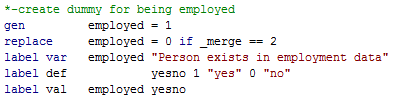 *-create dummy for being employed
gen employed = 1
replace employed = 0 if _merge == 2
label var employed "Person exists in employment data"
label def yesno 1 "yes" 0 "no"
label val employed yesno